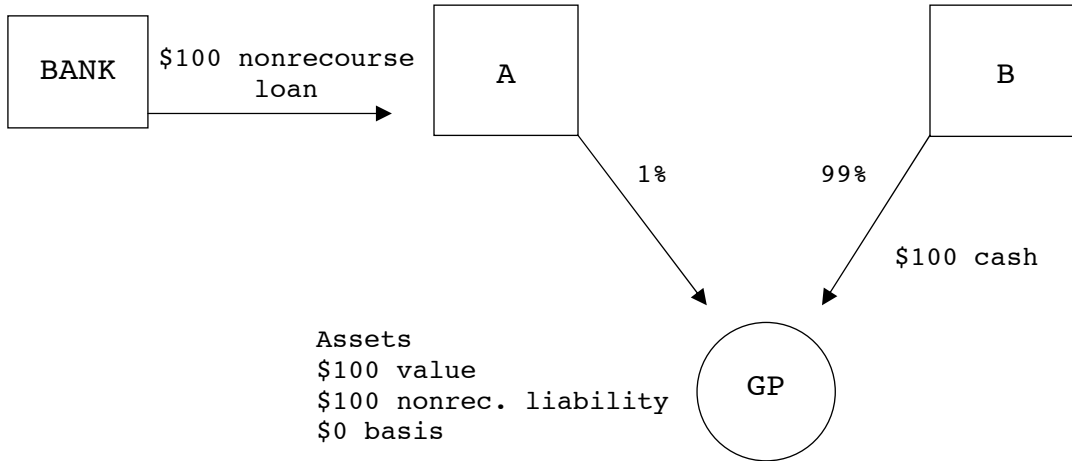 BANK
$100 nonrecourse
loan
A
B
1%
99%
$100 cash
Assets
$100 value
$100 nonrec. liability
$0 basis
GP